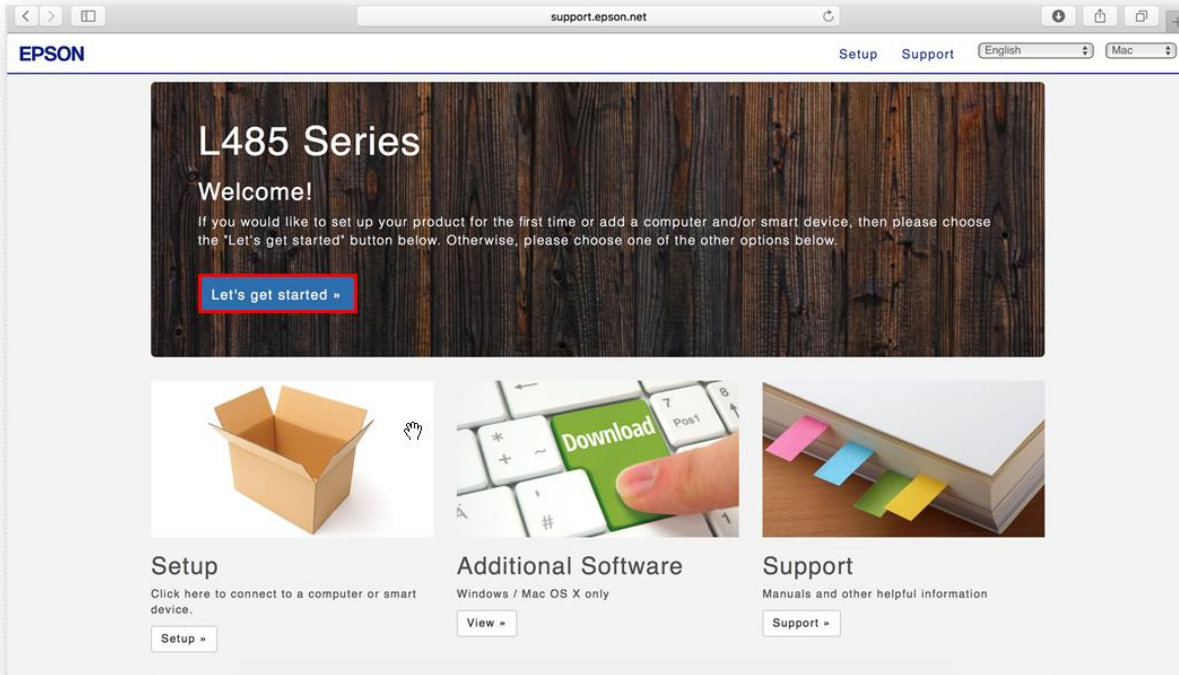 support.epson.net
EPSON
Setup Support English Mac
L485 Series
Welcome!
If you would like to set up your product for the first time or add a computer and/or smart device, then please choose
the "Let's get started" button below. Otherwise, please choose one of the other options below.
Let's get started »
* + ~ Download 7 Pos1 8
' # 1
Setup
Click here to connect to a computer or smart
device.
Setup »
Additional Software
Windows / Mac OS X only
View »
Support
Manuals and other helpful information
Support »